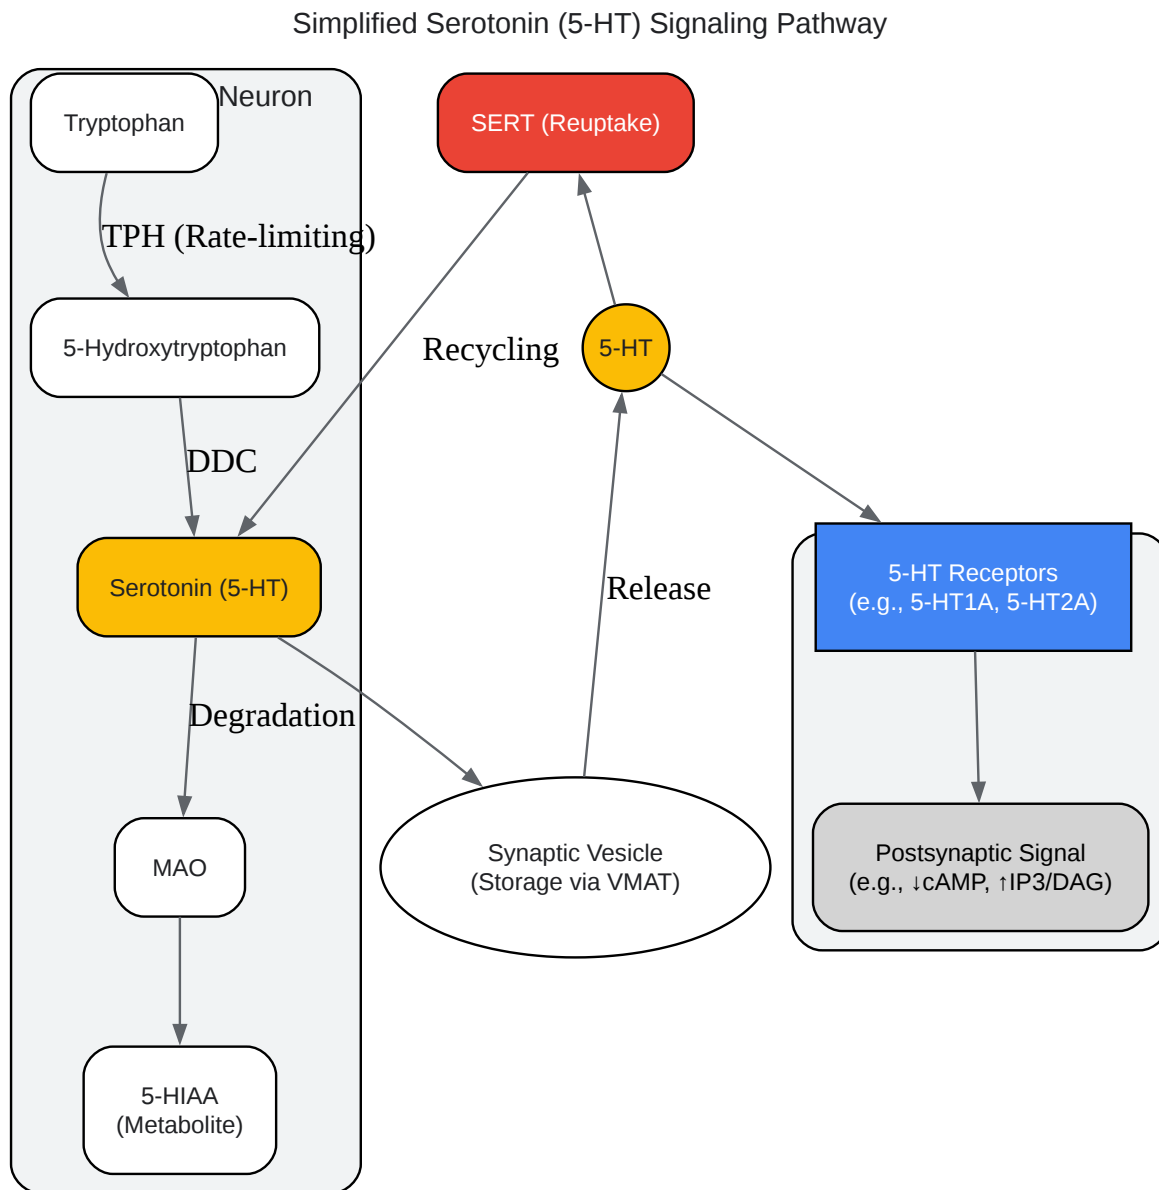 Simplified Serotonin (5-HT) Signaling Pathway
Neuron
Tryptophan
SERT (Reuptake)
TPH (Rate-limiting)
5-Hydroxytryptophan
Recycling
5-HT
DDC
Serotonin (5-HT)
Release
5-HT Receptors
(e.g., 5-HT1A, 5-HT2A)
Degradation
MAO
Synaptic Vesicle
(Storage via VMAT)
Postsynaptic Signal
(e.g., ↓cAMP, ↑IP3/DAG)
5-HIAA
(Metabolite)